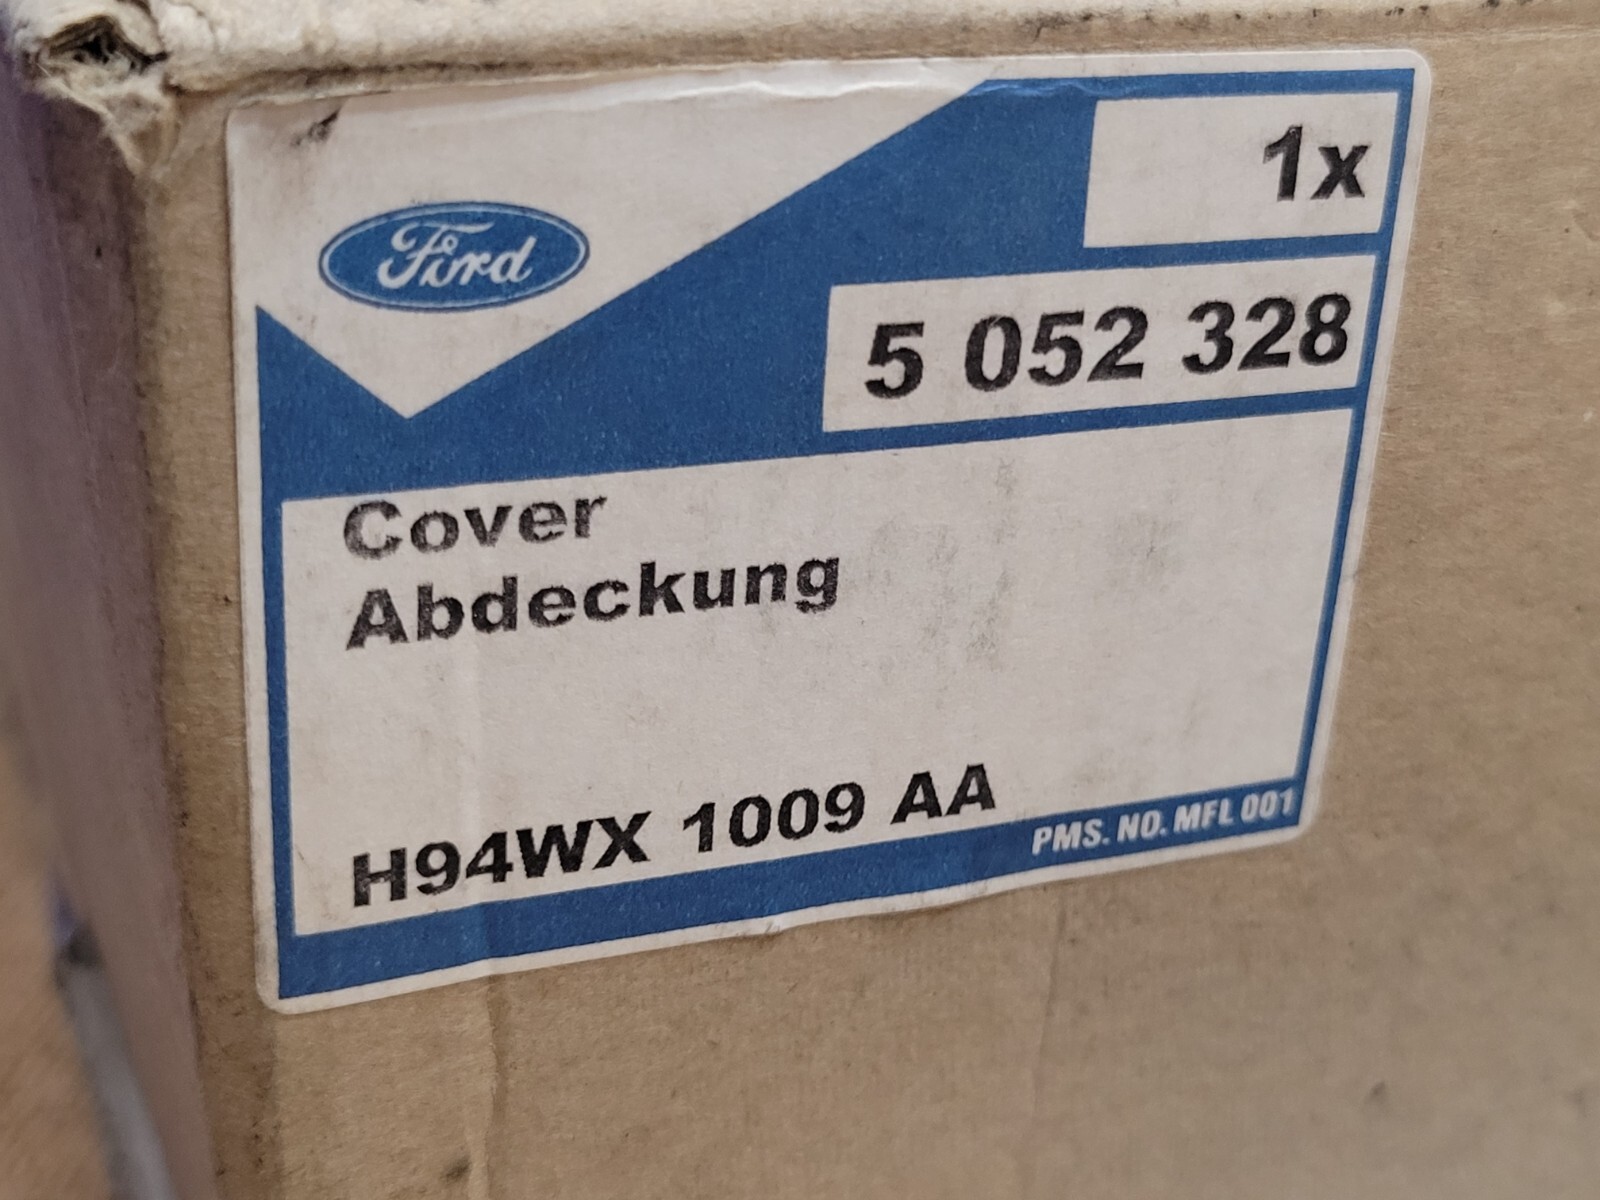 Ford
1x
5 052 328
Cover
Abdeckung
H94WX 1009 AA
PMS. NO. MFL 001